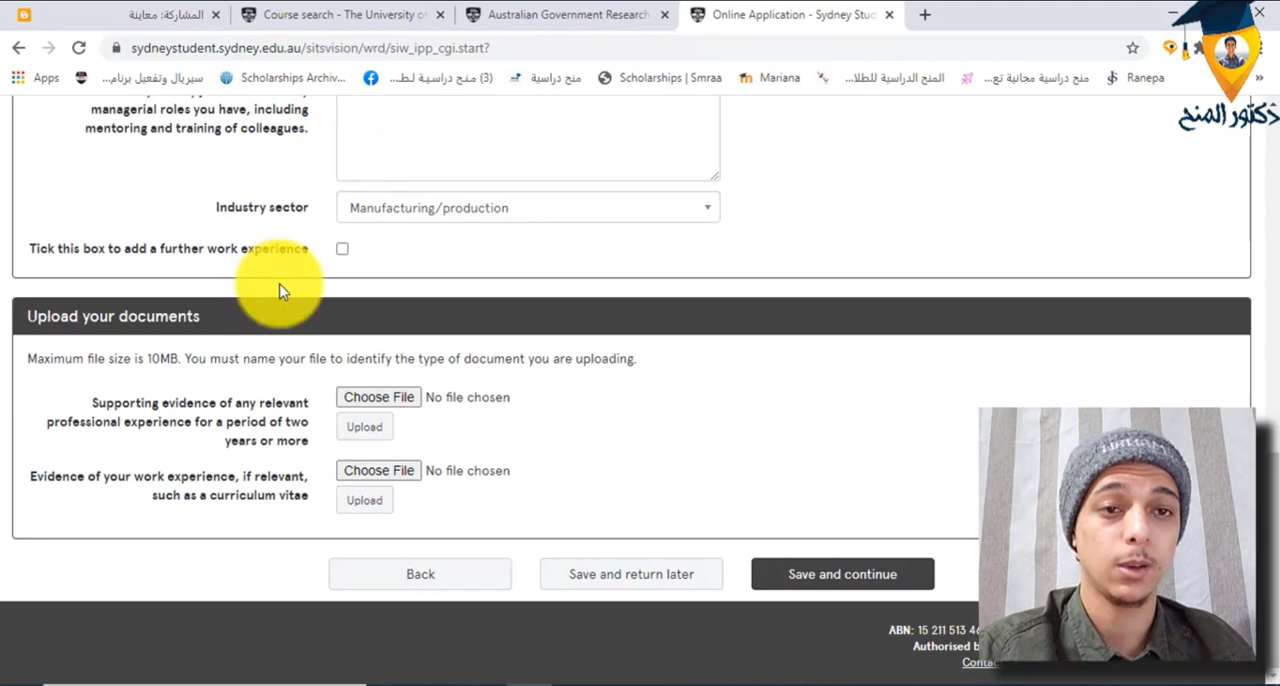 المشاركة: معاينة
Course search - The University of
Australian Government Research
Online Application - Sydney Stu
sydneystudent.sydney.edu.au/sitsvision/wrd/siw_ipp_cgi.start?
Apps
سيريال وتفعيل برنام...
Scholarships Archiv...
(3) منح دراسية لط...
منح دراسية
Scholarships | Smraa
Mariana
المنح الدراسية للطلا...
منح دراسية مجانية تع...
Ranepa
»
دكتور المنح
managerial roles you have, including
mentoring and training of colleagues.
Industry sector
Manufacturing/production
Tick this box to add a further work experience
Upload your documents
Maximum file size is 10MB. You must name your file to identify the type of document you are uploading.
Supporting evidence of any relevant
professional experience for a period of two
years or more
Choose File No file chosen
Upload
Evidence of your work experience, if relevant,
such as a curriculum vitae
Choose File No file chosen
Upload
Back
Save and return later
Save and continue
ABN: 15 211 513 4
Authorised b
Conta